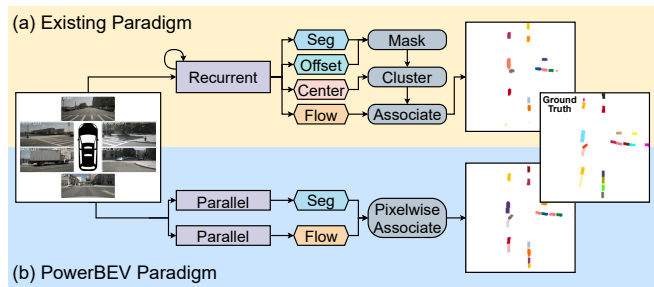 (a) Existing Paradigm
Recurrent
Seg
Offset
Center
Flow
Mask
Cluster
Associate
Ground
Truth
Parallel
Parallel
Seg
Flow
Pixelwise
Associate
(b) PowerBEV Paradigm